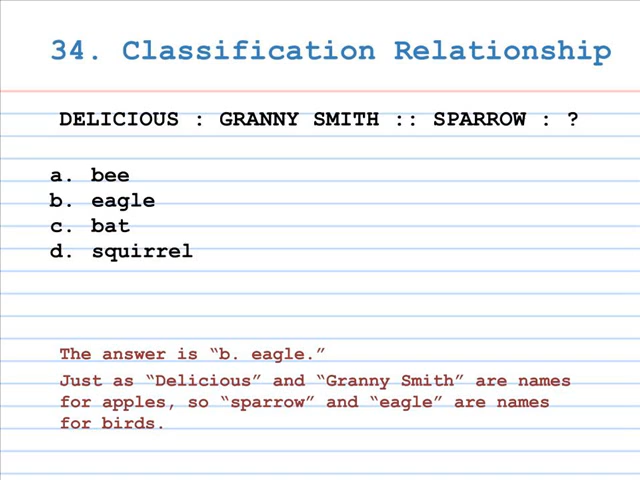 34. Classification Relationship
DELICIOUS : GRANNY SMITH :: SPARROW : ?
a. bee
b. eagle
c. bat
d. squirrel
The answer is “b. eagle.”
Just as “Delicious” and “Granny Smith” are names
for apples, so “sparrow” and “eagle” are names
for birds.